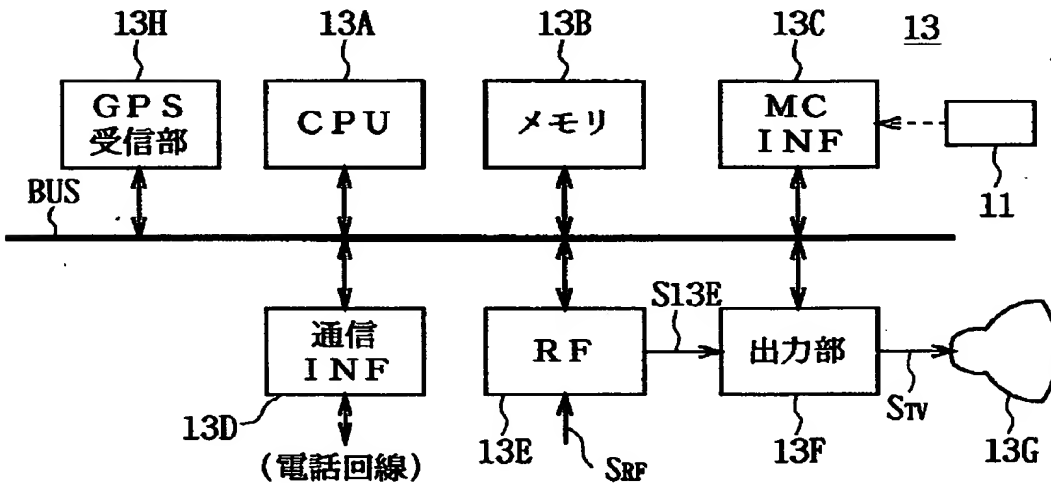 13H
13A
13B
13C
13
GPS
受信部
CPU
メモリ
MC
INF
11
BUS
通信
INF
RF
S13E
出力部
STV
13D
(電話回線)
13E
SRF
13F
13G